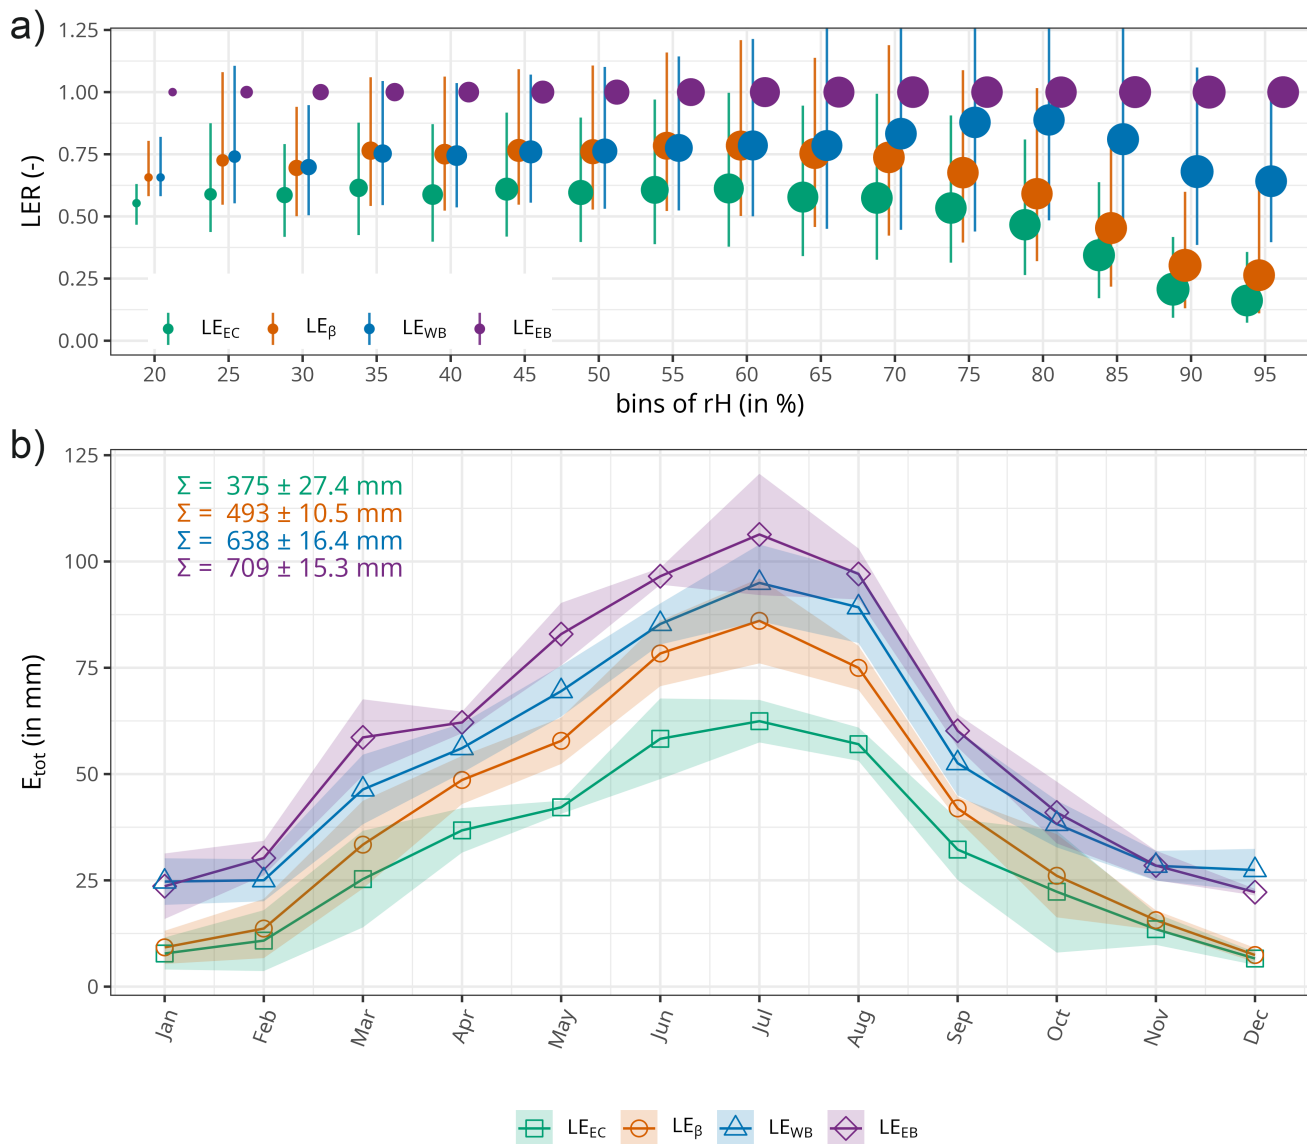 a)
1.25
1.00
0.75
0.50
0.25
0.00
LER (-)
LE_EC LE_β LE_WB LE_EB
20 25 30 35 40 45 50 55 60 65 70 75 80 85 90 95
bins of rH (in %)
b)
125
100
75
50
25
0
E_tot (in mm)
Σ = 375 ± 27.4 mm
Σ = 493 ± 10.5 mm
Σ = 638 ± 16.4 mm
Σ = 709 ± 15.3 mm
Jan Feb Mar Apr May Jun Jul Aug Sep Oct Nov Dec
LE_EC LE_β LE_WB LE_EB